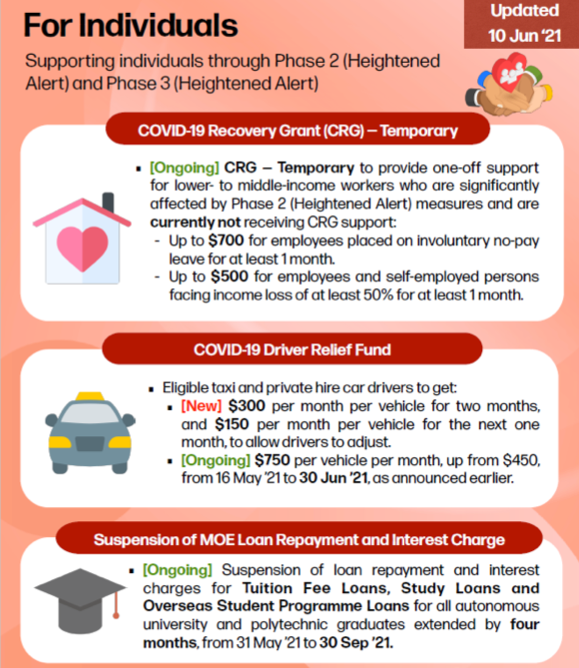 For Individuals
Updated
10 Jun ‘21
Supporting individuals through Phase 2 (Heightened
Alert) and Phase 3 (Heightened Alert)
COVID-19 Recovery Grant (CRG) – Temporary
▪ [Ongoing] CRG – Temporary to provide one-off support
for lower- to middle-income workers who are significantly
affected by Phase 2 (Heightened Alert) measures and are
currently not receiving CRG support:
- Up to $700 for employees placed on involuntary no-pay
leave for at least 1 month.
- Up to $500 for employees and self-employed persons
facing income loss of at least 50% for at least 1 month.
COVID-19 Driver Relief Fund
▪ Eligible taxi and private hire car drivers to get:
▪ [New] $300 per month per vehicle for two months,
and $150 per month per vehicle for the next one
month, to allow drivers to adjust.
▪ [Ongoing] $750 per vehicle per month, up from $450,
from 16 May ’21 to 30 Jun ’21, as announced earlier.
Suspension of MOE Loan Repayment and Interest Charge
▪ [Ongoing] Suspension of loan repayment and interest
charges for Tuition Fee Loans, Study Loans and
Overseas Student Programme Loans for all autonomous
university and polytechnic graduates extended by four
months, from 31 May ’21 to 30 Sep ’21.